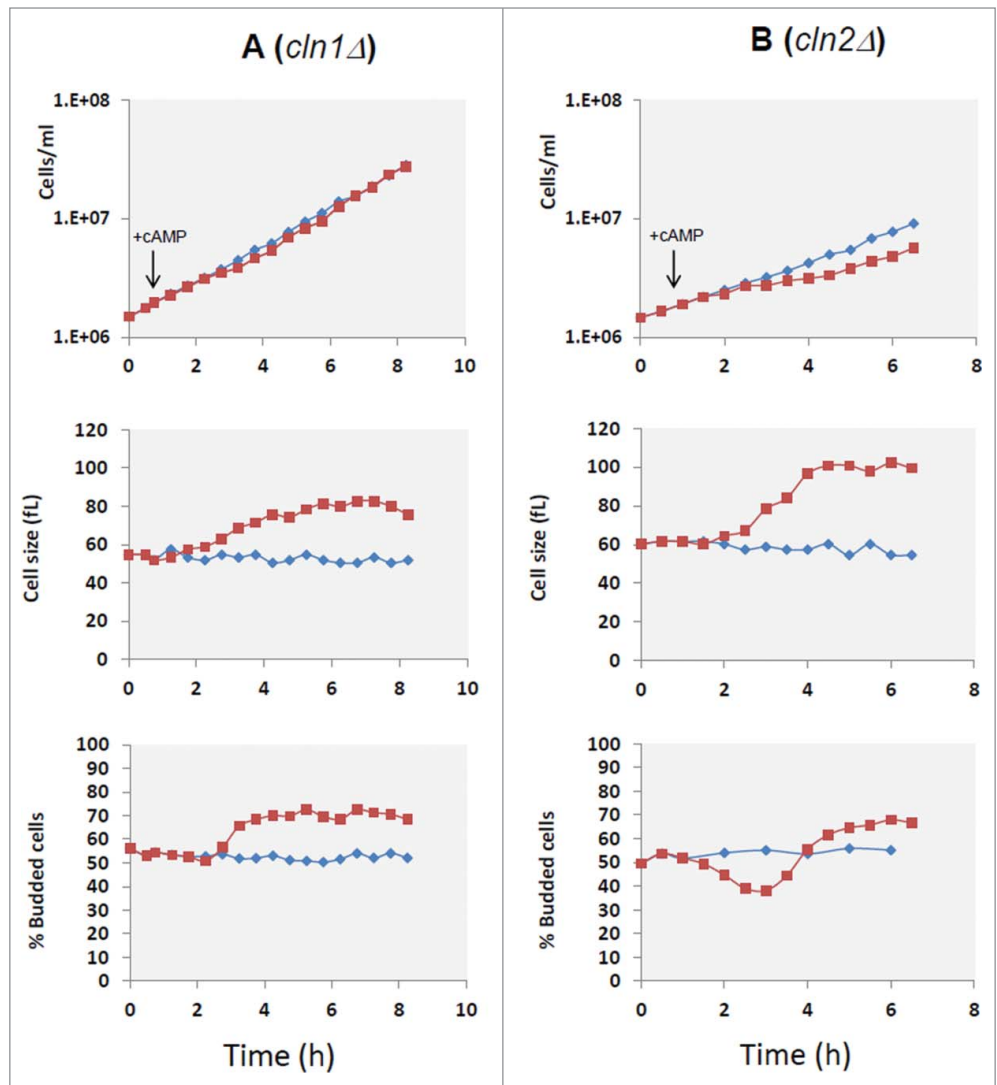 A (cln1Δ)
Cells/ml
1.E+08
1.E+07
1.E+06
+cAMP
0 2 4 6 8 10
Cell size (fL)
120
100
80
60
40
20
0
0 2 4 6 8 10
% Budded cells
100
90
80
70
60
50
40
30
20
10
0
0 2 4 6 8 10
Time (h)
B (cln2Δ)
Cells/ml
1.E+08
1.E+07
1.E+06
+cAMP
0 2 4 6 8
Cell size (fL)
120
100
80
60
40
20
0
0 2 4 6 8
% Budded cells
100
90
80
70
60
50
40
30
20
10
0
0 2 4 6 8
Time (h)